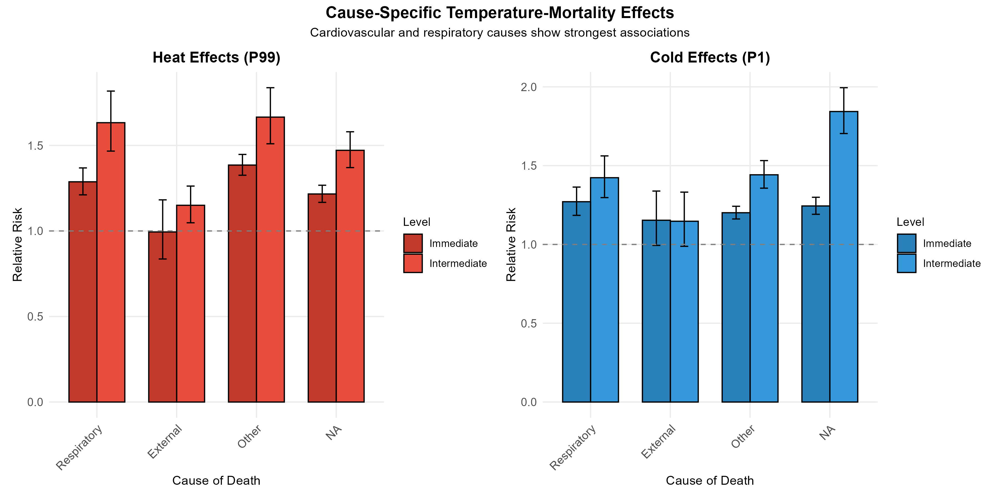 Cause-Specific Temperature-Mortality Effects
Cardiovascular and respiratory causes show strongest associations
Heat Effects (P99)
Relative Risk
1.5
1.0
0.5
0.0
Respiratory
External
Other
NA
Cause of Death
Level
Immediate
Intermediate
Cold Effects (P1)
Relative Risk
2.0
1.5
1.0
0.5
0.0
Respiratory
External
Other
NA
Cause of Death
Level
Immediate
Intermediate